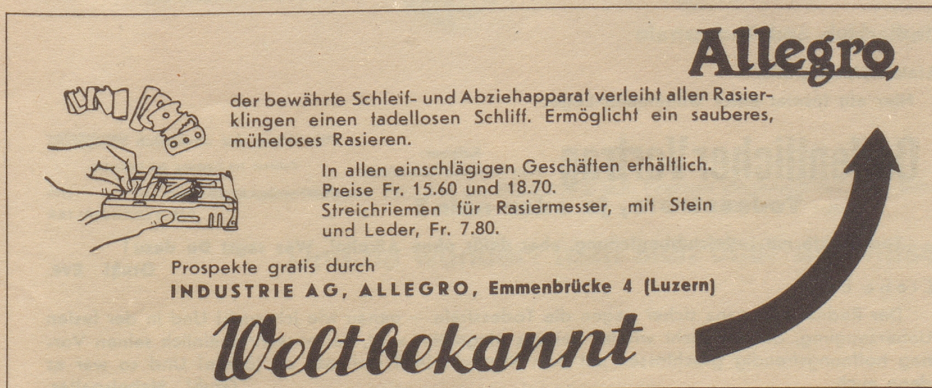 Allegro
der bewährte Schleif- und Abziehapparat verleiht allen Rasier-
klingen einen tadellosen Schliff. Ermöglicht ein sauberes,
müheloses Rasieren.
In allen einschlägigen Geschäften erhältlich.
Preise Fr. 15.60 und 18.70.
Streichriemen für Rasiermesser, mit Stein
und Leder, Fr. 7.80.
Prospekte gratis durch
INDUSTRIE AG, ALLEGRO, Emmenbrücke 4 (Luzern)
Weltbekannt